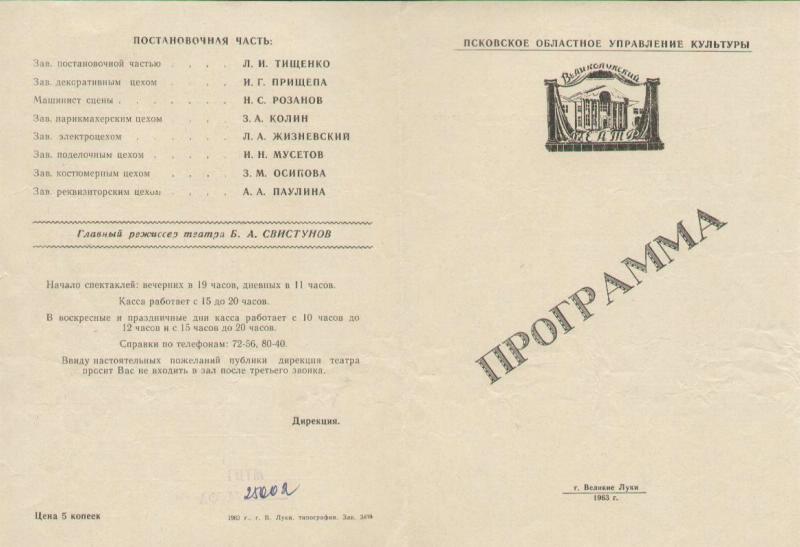 ПОСТАНОВОЧНАЯ ЧАСТЬ:
Зав. постановочной частью . . . . Л. И. ТИЩЕНКО
Зав. декоративным цехом . . . . И. Г. ПРИЩЕПА
Машинист сцены . . . . . . . Н. С. РОЗАНОВ
Зав. парикмахерским цехом . . . . З. А. КОЛИН
Зав. электроцехом . . . . . . Л. А. ЖИЗНЕВСКИЙ
Зав. поделочным цехом . . . . . И. Н. МУСЕТОВ
Зав. костюмерным цехом . . . . З. М. ОСИПОВА
Зав. реквизиторским цехом . . . . А. А. ПАУЛИНА
Главный режиссер театра Б. А. СВИСТУНОВ
Начало спектаклей: вечерних в 19 часов, дневных в 11 часов.
Касса работает с 15 до 20 часов.
В воскресные и праздничные дни касса работает с 10 часов до
12 часов и с 15 часов до 20 часов.
Справки по телефонам: 72-56, 80-40.
Ввиду настоятельных пожеланий публики дирекция театра
просит Вас не входить в зал после третьего звонка.
Дирекция.
Цена 5 копеек
1963 г., г. В. Луки, типография. Зак.
ПСКОВСКОЕ ОБЛАСТНОЕ УПРАВЛЕНИЕ КУЛЬТУРЫ
Великолукский
ТЕАТР
ПРОГРАММА
г. Великие Луки
1963 г.